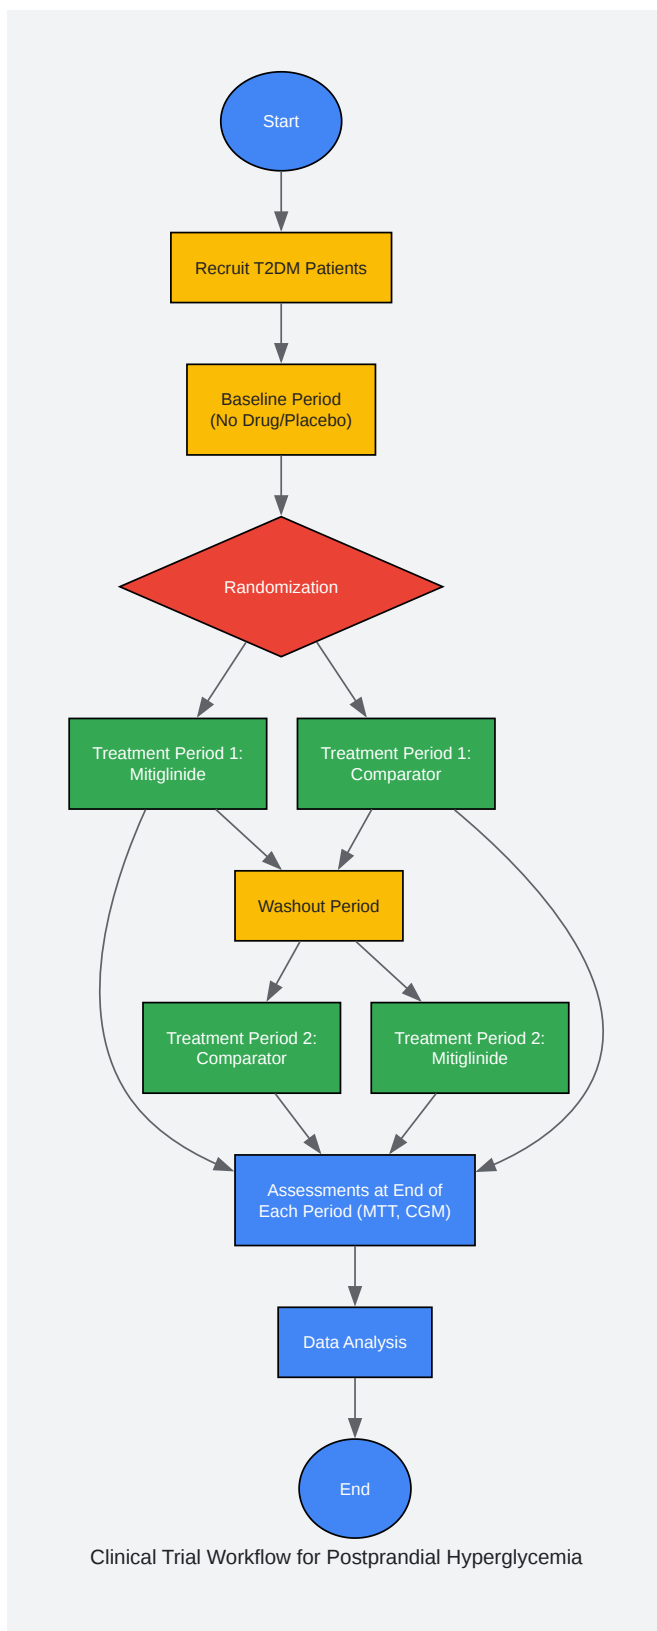 Start
Recruit T2DM Patients
Baseline Period
(No Drug/Placebo)
Randomization
Treatment Period 1:
Mitiglinide
Treatment Period 1:
Comparator
Washout Period
Treatment Period 2:
Comparator
Treatment Period 2:
Mitiglinide
Assessments at End of
Each Period (MTT, CGM)
Data Analysis
End
Clinical Trial Workflow for Postprandial Hyperglycemia